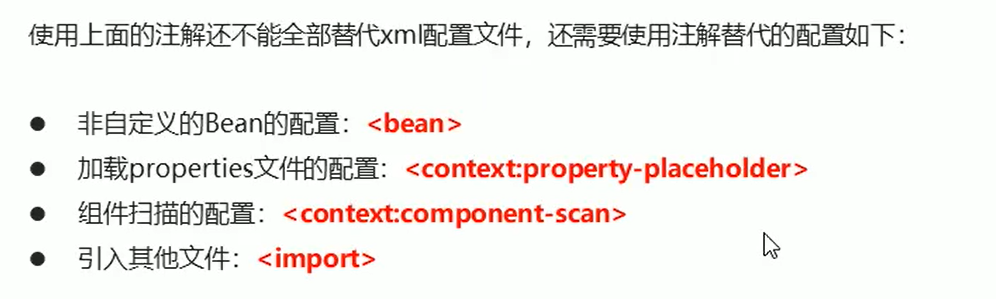 使用上面的注解还不能全部替代xml配置文件，还需要使用注解替代的配置如下：
● 非自定义的Bean的配置：<bean>
● 加载properties文件的配置：<context:property-placeholder>
● 组件扫描的配置：<context:component-scan>
● 引入其他文件：<import>